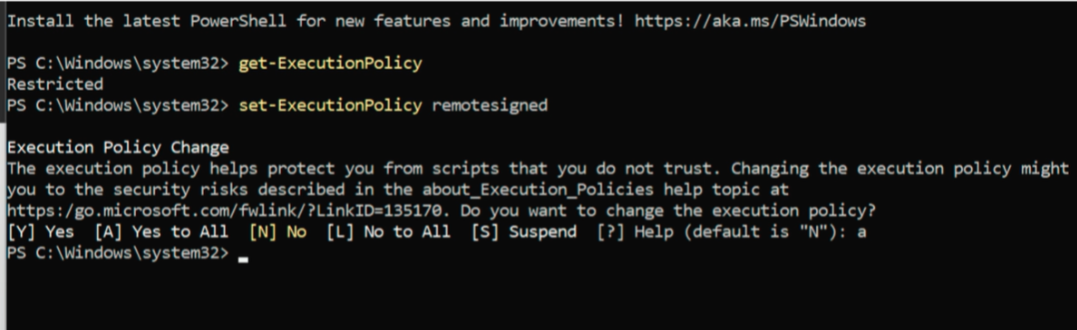 Install the latest PowerShell for new features and improvements! https://aka.ms/PSWindows
PS C:\Windows\system32> get-ExecutionPolicy
Restricted
PS C:\Windows\system32> set-ExecutionPolicy remotesigned
Execution Policy Change
The execution policy helps protect you from scripts that you do not trust. Changing the execution policy might
you to the security risks described in the about_Execution_Policies help topic at
https:/go.microsoft.com/fwlink/?LinkID=135170. Do you want to change the execution policy?
[Y] Yes  [A] Yes to All  [N] No  [L] No to All  [S] Suspend  [?] Help (default is "N"): a
PS C:\Windows\system32>